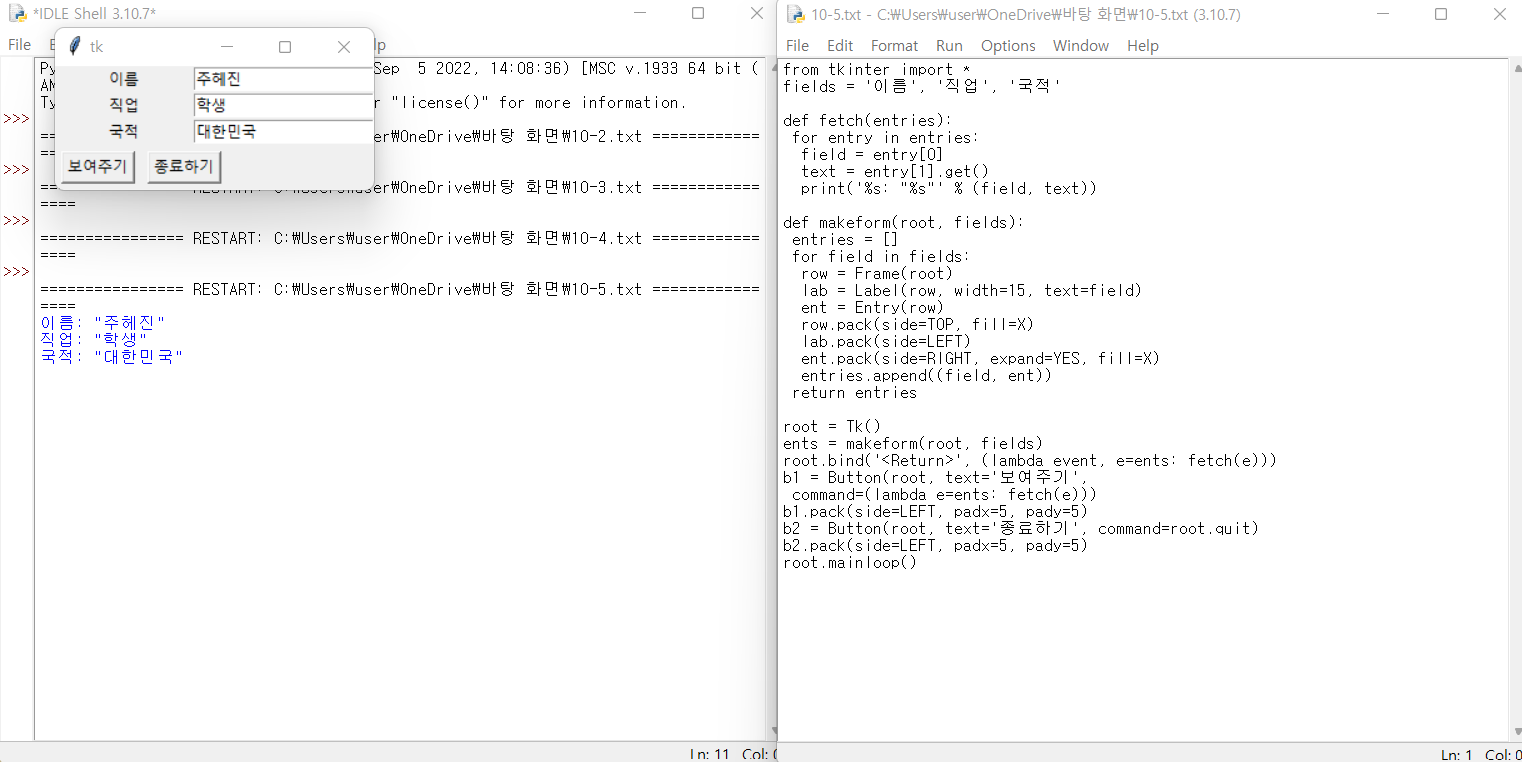 *IDLE Shell 3.10.7*
File
lp
tk
이름 주혜진
직업 학생
국적 대한민국
보여주기 종료하기
Sep 5 2022, 14:08:36) [MSC v.1933 64 bit (
AM
Ty r "license()" for more information.
>>>
== er₩OneDrive₩바탕 화면₩10-2.txt ============
==
>>>
== RESTART: C:₩Users₩user₩OneDrive₩바탕 화면₩10-3.txt ============
====
>>>
================ RESTART: C:₩Users₩user₩OneDrive₩바탕 화면₩10-4.txt ============
====
>>>
================ RESTART: C:₩Users₩user₩OneDrive₩바탕 화면₩10-5.txt ============
====
이름: "주혜진"
직업: "학생"
국적: "대한민국"
Ln: 11 Col: 0
10-5.txt - C:₩Users₩user₩OneDrive₩바탕 화면₩10-5.txt (3.10.7)
File Edit Format Run Options Window Help
from tkinter import *
fields = '이름', '직업', '국적'

def fetch(entries):
 for entry in entries:
  field = entry[0]
  text = entry[1].get()
  print('%s: "%s"' % (field, text))

def makeform(root, fields):
 entries = []
 for field in fields:
  row = Frame(root)
  lab = Label(row, width=15, text=field)
  ent = Entry(row)
  row.pack(side=TOP, fill=X)
  lab.pack(side=LEFT)
  ent.pack(side=RIGHT, expand=YES, fill=X)
  entries.append((field, ent))
 return entries

root = Tk()
ents = makeform(root, fields)
root.bind('<Return>', (lambda event, e=ents: fetch(e)))
b1 = Button(root, text='보여주기',
 command=(lambda e=ents: fetch(e)))
b1.pack(side=LEFT, padx=5, pady=5)
b2 = Button(root, text='종료하기', command=root.quit)
b2.pack(side=LEFT, padx=5, pady=5)
root.mainloop()
Ln: 1 Col: 0